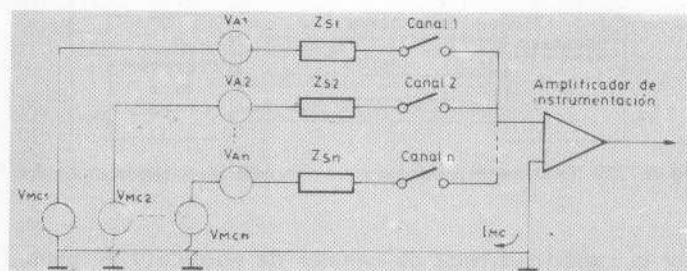 VA1
ZS1
Canal 1
VA2
ZS2
Canal 2
Amplificador de
instrumentación
VAn
ZSn
Canal n
VMC1
VMC2
VMCn
IMC